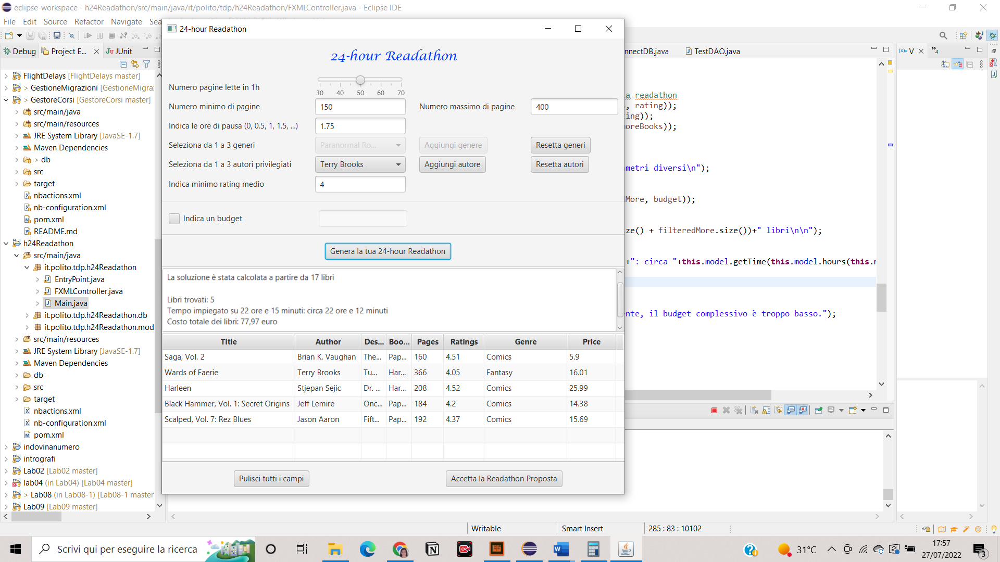 eclipse-workspace - h24Readathon/src/main/java/it/polito/tdp/h24Readathon/FXMLController.java - Eclipse IDE
File Edit Source Refactor Navigate Sea
Debug
Project E...
JUnit
FlightDelays [FlightDelays master]
> GestioneMigrazioni [GestioneMigra:
> GestoreCorsi [GestoreCorsi master]
src/main/java
src/main/resources
JRE System Library [JavaSE-1.7]
Maven Dependencies
> db
src
target
nbactions.xml
nb-configuration.xml
pom.xml
README.md
h24Readathon
src/main/java
it.polito.tdp.h24Readathon
EntryPoint.java
FXMLController.java
Main.java
it.polito.tdp.h24Readathon.db
it.polito.tdp.h24Readathon.mod
src/main/resources
JRE System Library [JavaSE-1.7]
Maven Dependencies
db
src
target
nbactions.xml
nb-configuration.xml
pom.xml
indovinanumero
intrografi
Lab02 [Lab02 master]
lab04 (in Lab04) [Lab04 master]
> Lab08 (in Lab08-1) [Lab08-1 master
Lab09 [Lab09 master]
24-hour Readathon
24-hour Readathon
Numero pagine lette in 1h
30 40 50 60 70
Numero minimo di pagine 150 Numero massimo di pagine 400
Indica le ore di pausa (0, 0.5, 1, 1.5, ...) 1.75
Seleziona da 1 a 3 generi Paranormal Ro... Aggiungi genere Resetta generi
Seleziona da 1 a 3 autori privilegiati Terry Brooks Aggiungi autore Resetta autori
Indica minimo rating medio 4
Indica un budget
Genera la tua 24-hour Readathon
La soluzione è stata calcolata a partire da 17 libri
Libri trovati: 5
Tempo impiegato su 22 ore e 15 minuti: circa 22 ore e 12 minuti
Costo totale dei libri: 77,97 euro
Title Author Des... Boo... Pages Ratings Genre Price
Saga, Vol. 2 Brian K. Vaughan The... Pap... 160 4.51 Comics 5.9
Wards of Faerie Terry Brooks Tu... Har... 366 4.05 Fantasy 16.01
Harleen Stjepan Sejic Dr. ... Har... 208 4.52 Comics 25.99
Black Hammer, Vol. 1: Secret Origins Jeff Lemire Onc... Pap... 184 4.2 Comics 14.38
Scalped, Vol. 7: Rez Blues Jason Aaron Fift... Pap... 192 4.37 Comics 15.69
Pulisci tutti i campi Accetta la Readathon Proposta
nnectDB.java
TestDAO.java
(x)= V
4
a readathon
, rating));
ing));
oreBooks));
metri diversi\n");
More, budget));
ze() + filteredMore.size())+" libri\n\n");
+": circa "+this.model.getTime(this.model.hours(this.
nte, il budget complessivo è troppo basso.");
Writable Smart Insert 285 : 83 : 10102
Scrivi qui per eseguire la ricerca
31°C
17:57
27/07/2022
3